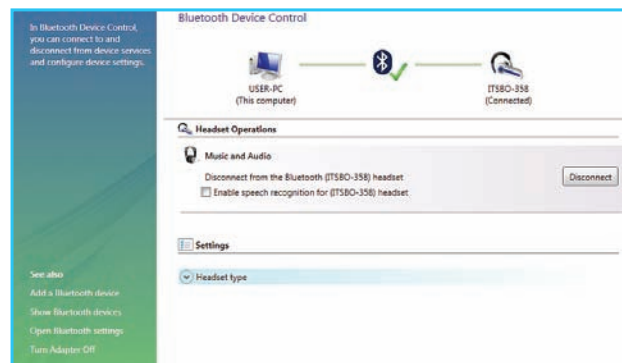 In Bluetooth Device Control,
you can connect to and
disconnect from device services
and configure device settings.
See also
Add a Bluetooth device
Show Bluetooth devices
Open Bluetooth settings
Turn Adapter Off
Bluetooth Device Control
USER-PC
(This computer)
ITSBO-358
(Connected)
Headset Operations
Music and Audio
Disconnect from the Bluetooth (ITSBO-358) headset
Disconnect
Enable speech recognition for (ITSBO-358) headset
Settings
Headset type